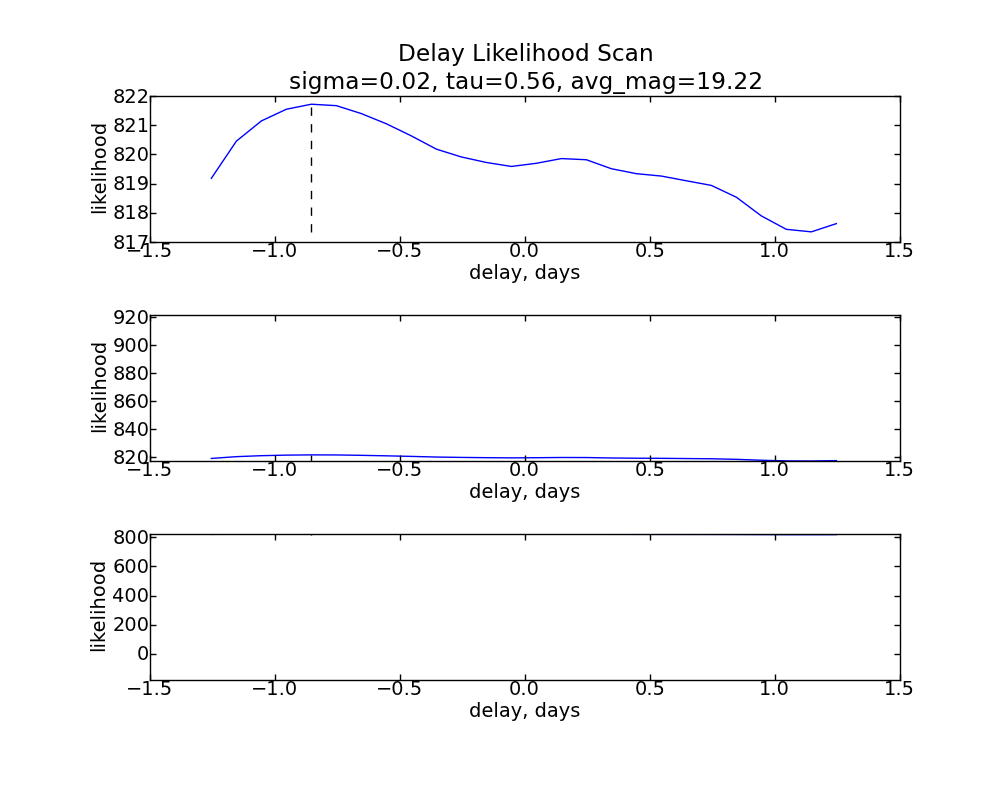 Delay Likelihood Scan
sigma=0.02, tau=0.56, avg_mag=19.22
822
821
820
819
818
817
likelihood
−1.5 −1.0 −0.5 0.0 0.5 1.0 1.5
delay, days
920
900
880
860
840
820
likelihood
−1.5 −1.0 −0.5 0.0 0.5 1.0 1.5
delay, days
800
600
400
200
0
likelihood
−1.5 −1.0 −0.5 0.0 0.5 1.0 1.5
delay, days